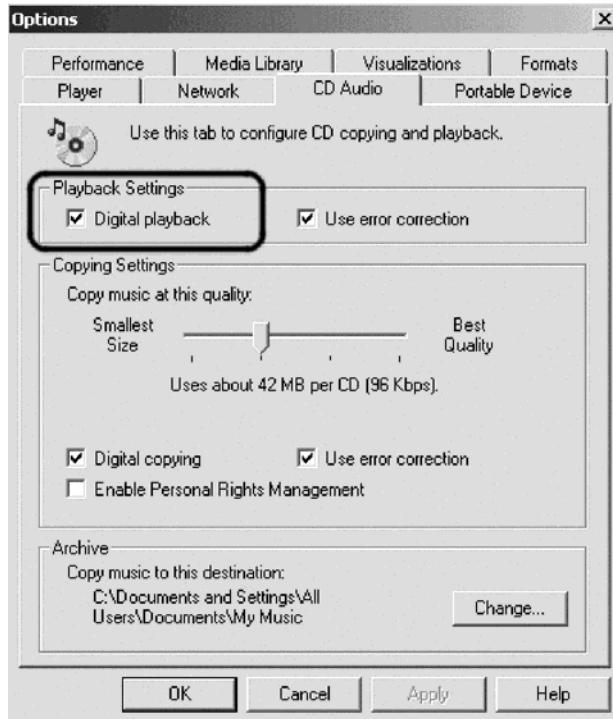 Options
Performance Media Library Visualizations Formats
Player Network CD Audio Portable Device
Use this tab to configure CD copying and playback.
Playback Settings
Digital playback Use error correction
Copying Settings
Copy music at this quality:
Smallest Size Best Quality
Uses about 42 MB per CD (96 Kbps).
Digital copying Use error correction
Enable Personal Rights Management
Archive
Copy music to this destination:
C:\Documents and Settings\All
Users\Documents\My Music
Change...
OK Cancel Apply Help